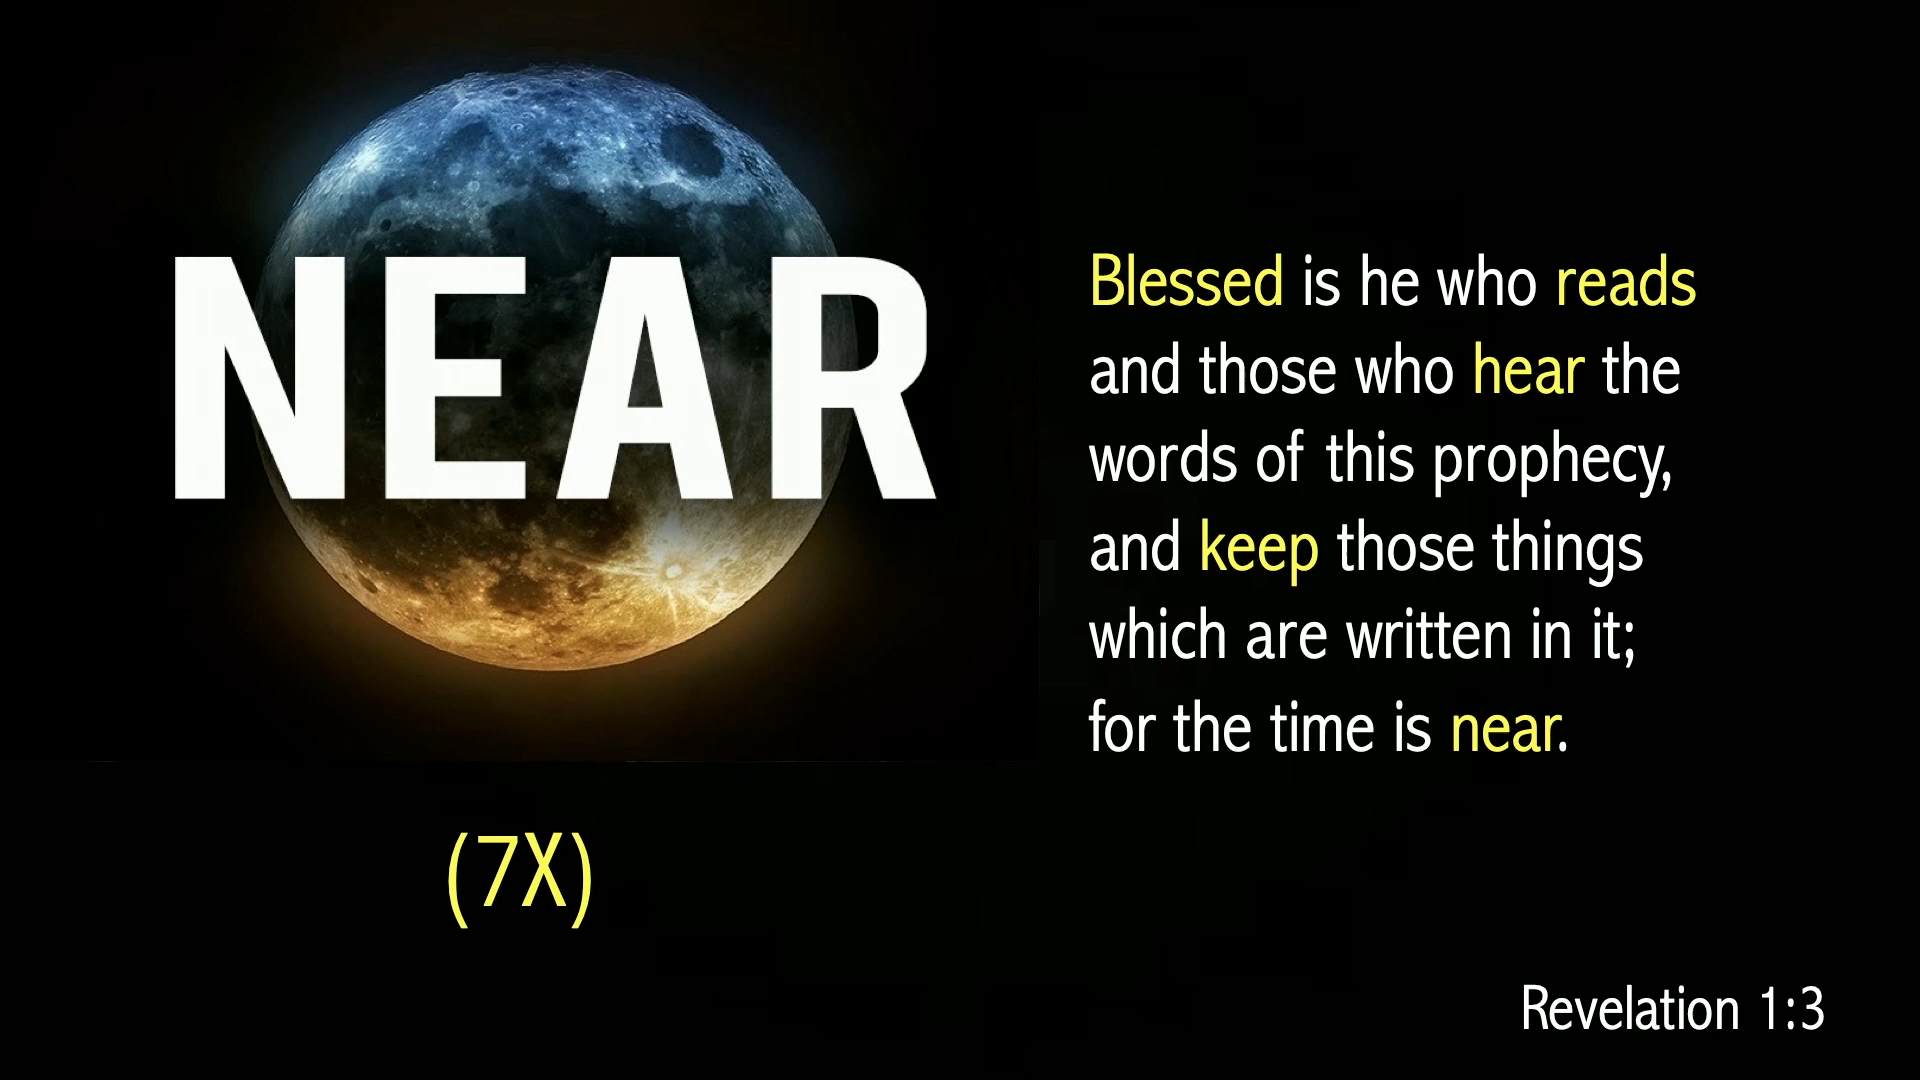 NEAR
(7X)
Blessed is he who reads
and those who hear the
words of this prophecy,
and keep those things
which are written in it;
for the time is near.
Revelation 1:3